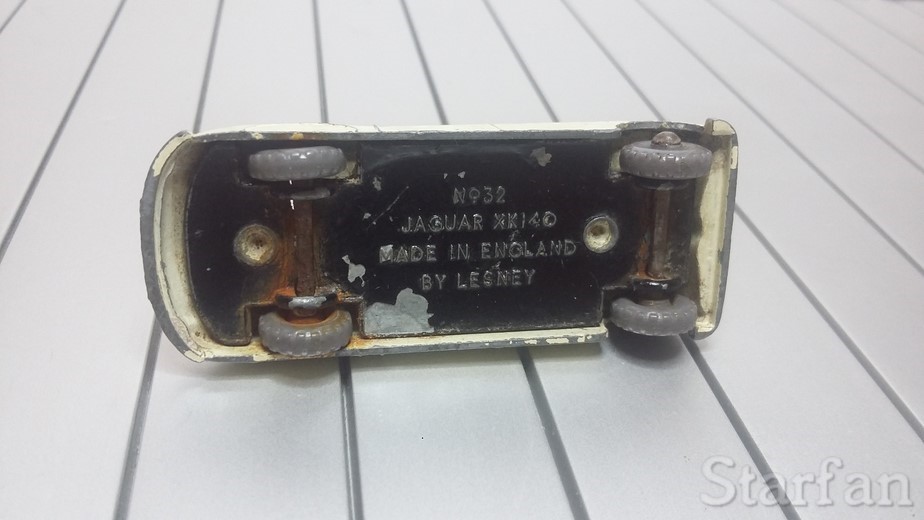 Nº32
JAGUAR XK140
MADE IN ENGLAND
BY LESNEY
Starfan